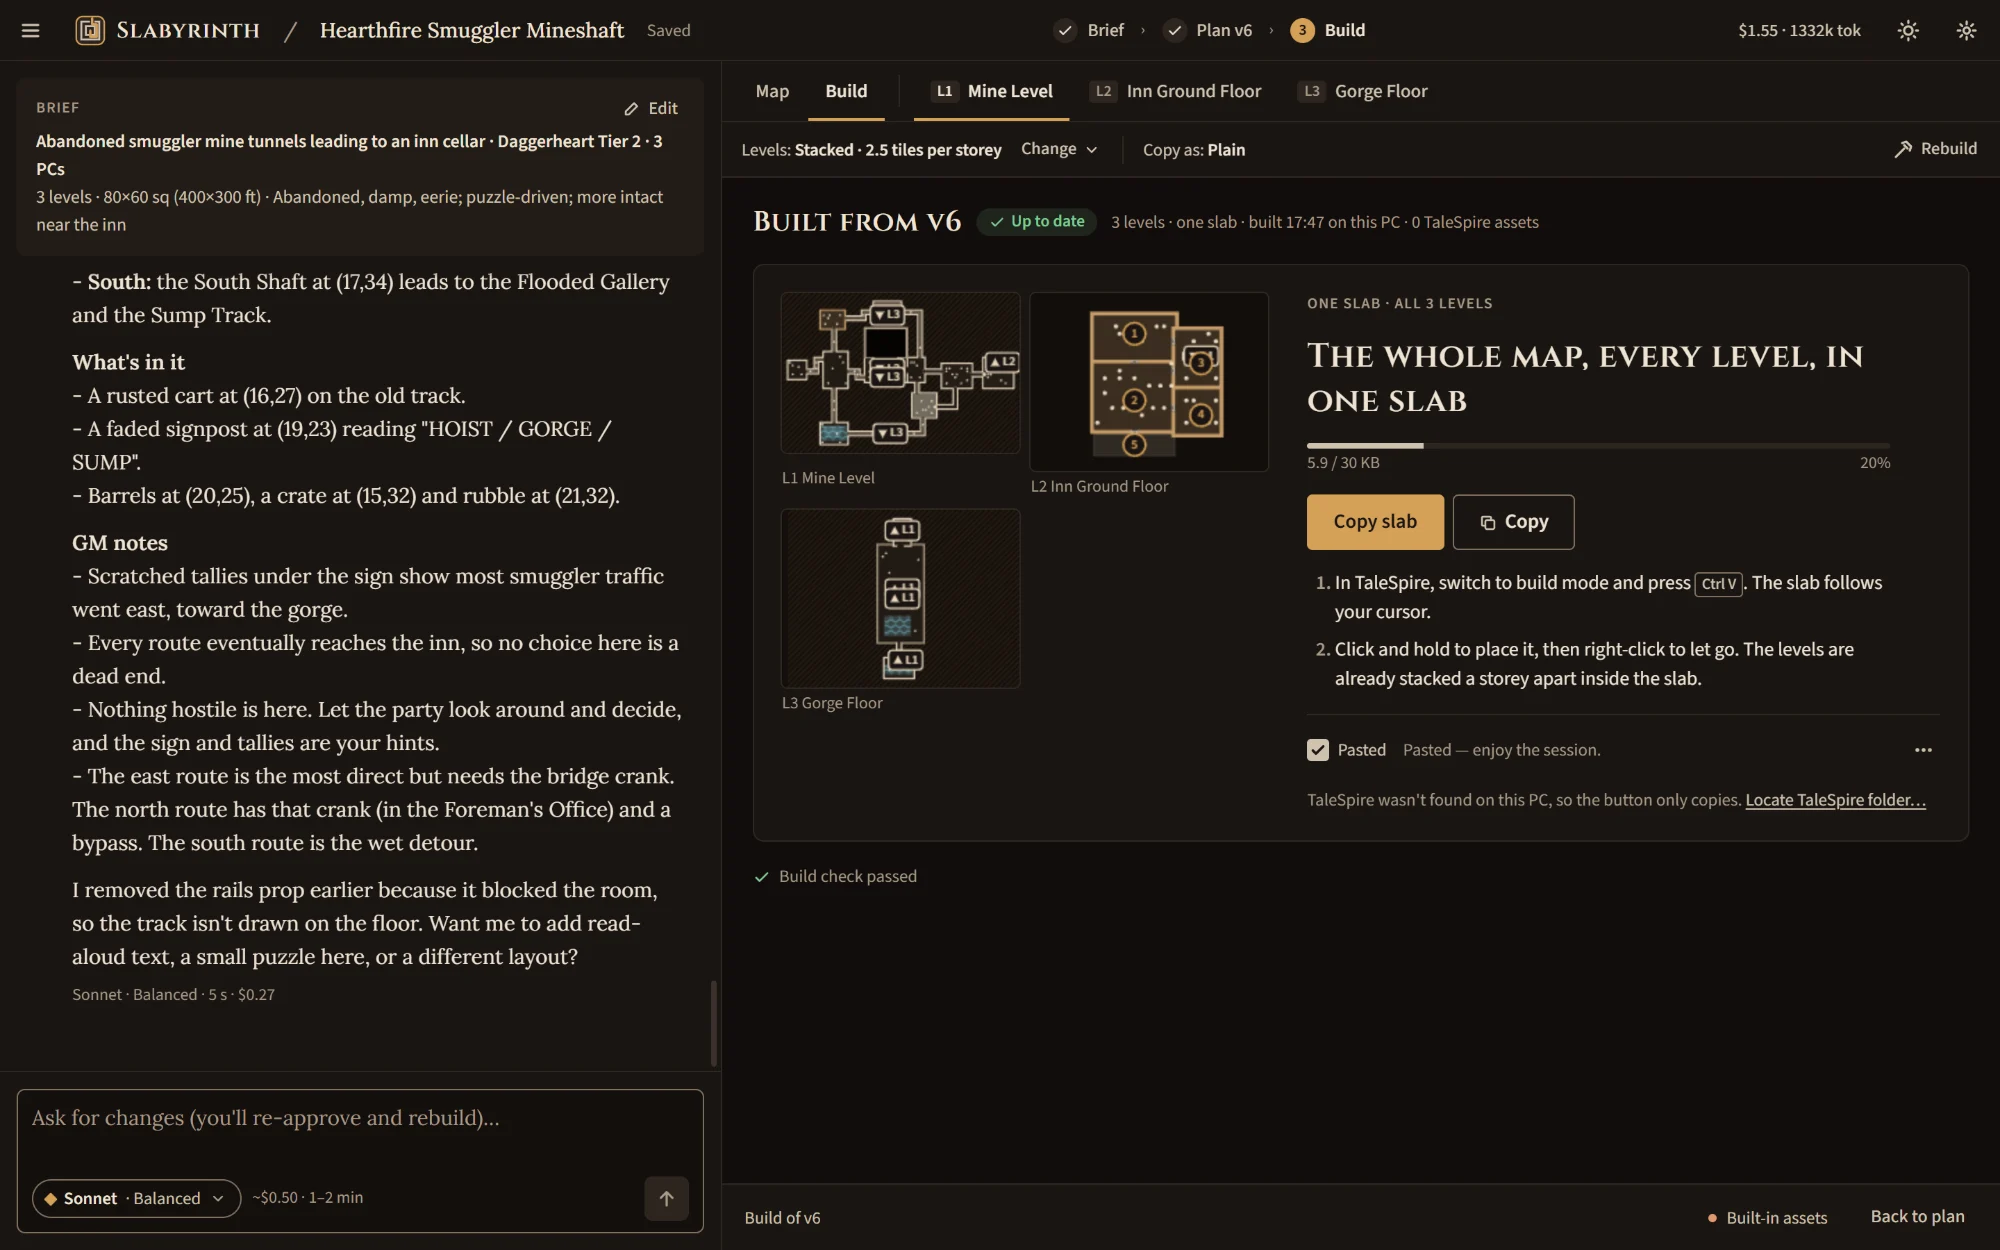 SLABYRINTH / Hearthfire Smuggler Mineshaft Saved
Brief › Plan v6 › 3 Build
$1.55 · 1332k tok
BRIEF
Edit
Abandoned smuggler mine tunnels leading to an inn cellar · Daggerheart Tier 2 · 3
PCs
3 levels · 80×60 sq (400×300 ft) · Abandoned, damp, eerie; puzzle-driven; more intact
near the inn
- South: the South Shaft at (17,34) leads to the Flooded Gallery
and the Sump Track.
What's in it
- A rusted cart at (16,27) on the old track.
- A faded signpost at (19,23) reading "HOIST / GORGE /
SUMP".
- Barrels at (20,25), a crate at (15,32) and rubble at (21,32).
GM notes
- Scratched tallies under the sign show most smuggler traffic
went east, toward the gorge.
- Every route eventually reaches the inn, so no choice here is a
dead end.
- Nothing hostile is here. Let the party look around and decide,
and the sign and tallies are your hints.
- The east route is the most direct but needs the bridge crank.
The north route has that crank (in the Foreman's Office) and a
bypass. The south route is the wet detour.
I removed the rails prop earlier because it blocked the room,
so the track isn't drawn on the floor. Want me to add read-
aloud text, a small puzzle here, or a different layout?
Sonnet · Balanced · 5 s · $0.27
Ask for changes (you'll re-approve and rebuild)...
Sonnet · Balanced
~$0.50 · 1–2 min
Map
Build
L1 Mine Level
L2 Inn Ground Floor
L3 Gorge Floor
Levels: Stacked · 2.5 tiles per storey Change
Copy as: Plain
Rebuild
BUILT FROM V6
Up to date
3 levels · one slab · built 17:47 on this PC · 0 TaleSpire assets
▼L3
▲L2
▼L3
▼L3
L1 Mine Level
1
3
2
4
5
L2 Inn Ground Floor
▲L1
▲L1
▲L1
L3 Gorge Floor
ONE SLAB · ALL 3 LEVELS
THE WHOLE MAP, EVERY LEVEL, IN
ONE SLAB
5.9 / 30 KB
20%
Copy slab
Copy
1. In TaleSpire, switch to build mode and press Ctrl V. The slab follows
your cursor.
2. Click and hold to place it, then right-click to let go. The levels are
already stacked a storey apart inside the slab.
Pasted Pasted — enjoy the session.
TaleSpire wasn't found on this PC, so the button only copies. Locate TaleSpire folder...
Build check passed
Build of v6
Built-in assets
Back to plan